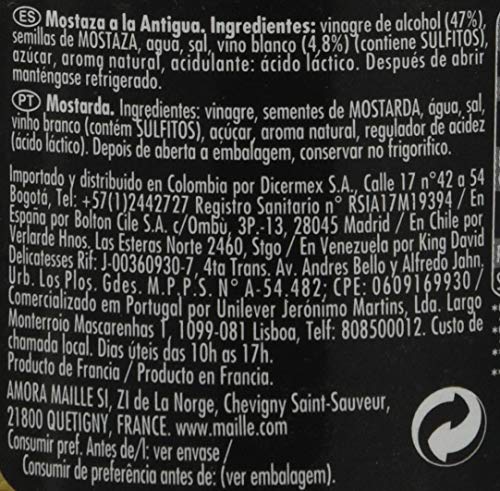 ES Mostaza a la Antigua. Ingredientes: vinagre de alcohol (47%),
semillas de MOSTAZA, agua, sal, vino blanco (4,8%) (contiene SULFITOS),
azúcar, aroma natural, acidulante: ácido láctico. Después de abrir
manténgase refrigerado.
PT Mostarda. Ingredientes: vinagre, sementes de MOSTARDA, água, sal,
vinho branco (contém SULFITOS), açúcar, aroma natural, regulador de acidez
(ácido láctico). Depois de aberta a embalagem, conservar no frigorífico.
Importado y distribuido en Colombia por Dicermex S.A., Calle 17 nº42 a 54
Bogotá, Tel: +57(1)2442727 Registro Sanitario nº RSIA17M19394 / En
España por Bolton Cile S.A. c/Ombù, 3P.-13, 28045 Madrid / En Chile por
Verlarde Hnos. Las Esteras Norte 2460, Stgo / En Venezuela por King David
Delicatesses Rif: J-00360930-7, 4ta Trans. Av. Andres Bello y Alfredo Jahn.
Urb. Los Plos. Gdes. M.P.P.S. Nº A-54.482; CPE: 0609169930 /
Comercializado em Portugal por Unilever Jerónimo Martins, Lda. Largo
Monterroio Mascarenhas 1, 1099-081 Lisboa, Telf: 808500012. Custo de
chamada local. Dias úteis das 10h as 17h.
Producto de Francia / Produto em Francia.
AMORA MAILLE SI, ZI de La Norge, Chevigny Saint-Sauveur,
21800 QUETIGNY, FRANCE. www.maille.com
Consumir pref. Antes de/l: ver envase /
Consumir de preferência antes de: (ver embalagem).